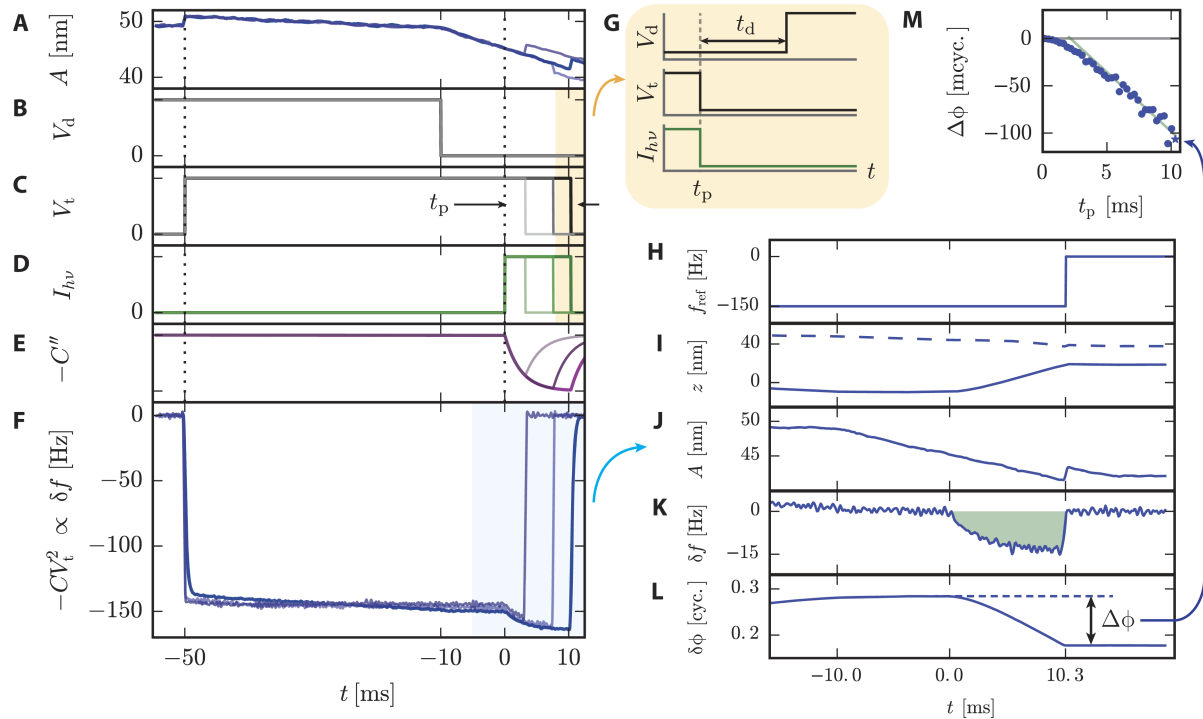 A
A [nm]
50
40
B
V_d
0
C
V_t
0
t_p
D
I_hν
0
E
−C″
F
−CV_t^2 ∝ δf [Hz]
0
−50
−100
−150
−50
−10
0
10
t [ms]
G
V_d
t_d
V_t
I_hν
t
t_p
M
Δϕ [mcyc.]
0
−50
−100
0
5
10
t_p [ms]
H
f_ref [Hz]
0
−150
I
z [nm]
40
0
J
A [nm]
50
45
K
δf [Hz]
0
−15
L
δϕ [cyc.]
0.3
0.2
Δϕ
−10.0
0.0
10.3
t [ms]